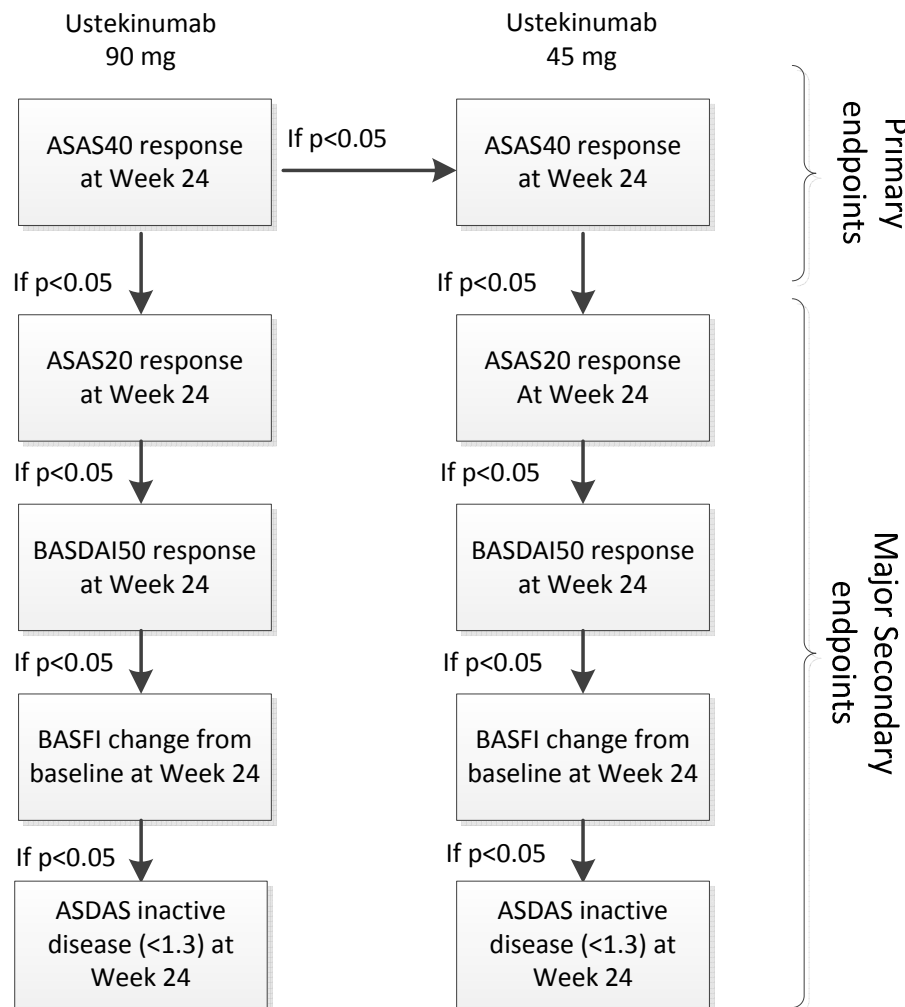 Ustekinumab
90 mg
Ustekinumab
45 mg
ASAS40 response
at Week 24
If p<0.05
ASAS40 response
at Week 24
Primary
endpoints
If p<0.05
If p<0.05
ASAS20 response
at Week 24
ASAS20 response
At Week 24
If p<0.05
If p<0.05
BASDAI50 response
at Week 24
BASDAI50 response
at Week 24
Major Secondary
endpoints
If p<0.05
If p<0.05
BASFI change from
baseline at Week 24
BASFI change from
baseline at Week 24
If p<0.05
If p<0.05
ASDAS inactive
disease (<1.3) at
Week 24
ASDAS inactive
disease (<1.3) at
Week 24